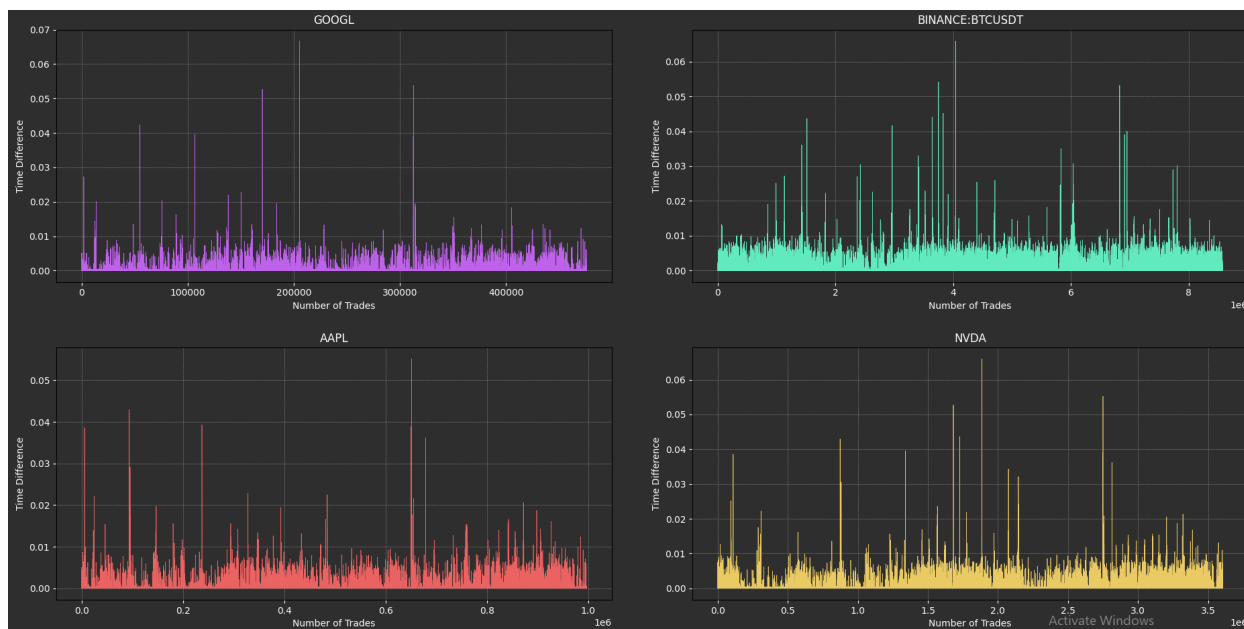 GOOGL
0.07
0.06
0.05
0.04
0.03
0.02
0.01
0.00
Time Difference
0 100000 200000 300000 400000
Number of Trades
BINANCE:BTCUSDT
0.06
0.05
0.04
0.03
0.02
0.01
0.00
Time Difference
0 2 4 6 8
1e6
Number of Trades
AAPL
0.05
0.04
0.03
0.02
0.01
0.00
Time Difference
0.0 0.2 0.4 0.6 0.8 1.0
1e6
Number of Trades
NVDA
0.06
0.05
0.04
0.03
0.02
0.01
0.00
Time Difference
0.0 0.5 1.0 1.5 2.0 2.5 3.0 3.5
1e6
Number of Trades
Activate Windows